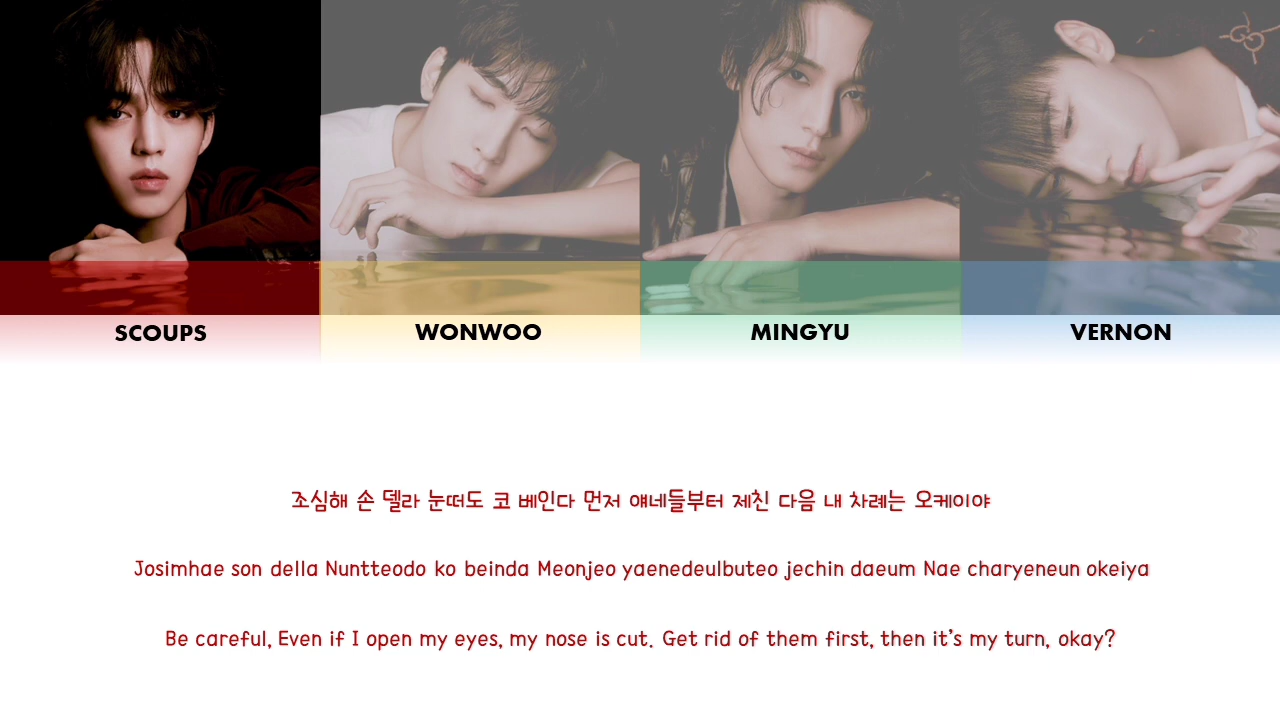 SCOUPS
WONWOO
MINGYU
VERNON
조심해 손 델라 눈떠도 코 베인다 먼저 얘네들부터 제친 다음 내 차례는 오케이야
Josimhae son della Nuntteodo ko beinda Meonjeo yaenedeulbuteo jechin daeum Nae charyeneun okeiya
Be careful, Even if I open my eyes, my nose is cut. Get rid of them first, then it's my turn, okay?